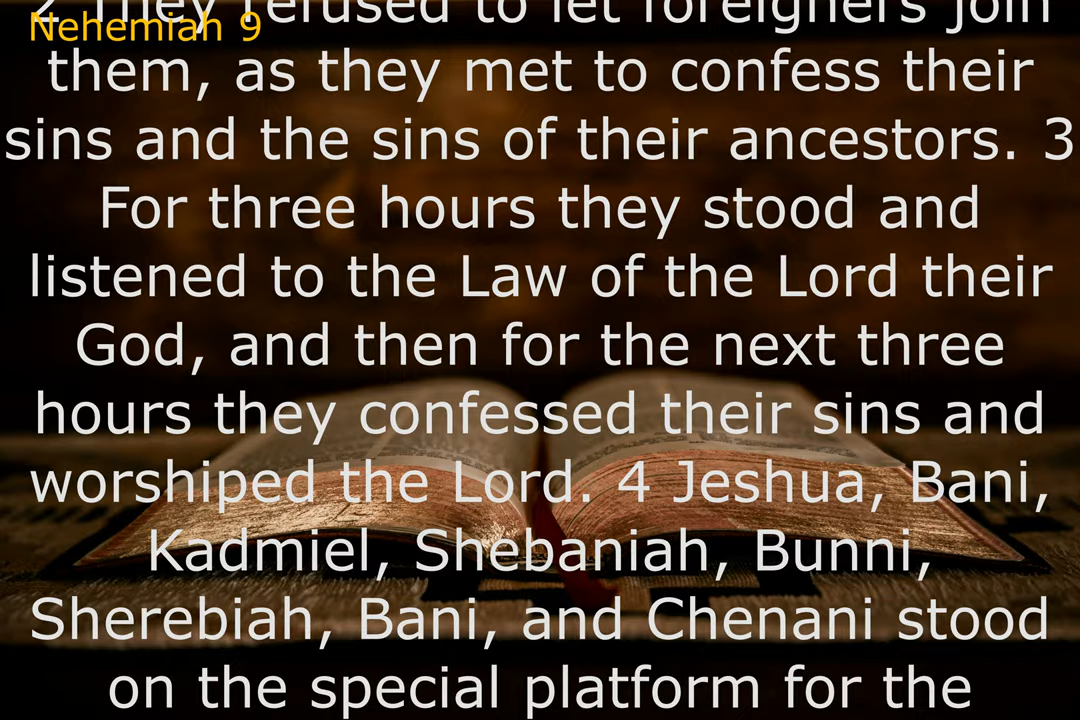 Nehemiah 9
2 They refused to let foreigners join
them, as they met to confess their
sins and the sins of their ancestors. 3
For three hours they stood and
listened to the Law of the Lord their
God, and then for the next three
hours they confessed their sins and
worshiped the Lord. 4 Jeshua, Bani,
Kadmiel, Shebaniah, Bunni,
Sherebiah, Bani, and Chenani stood
on the special platform for the